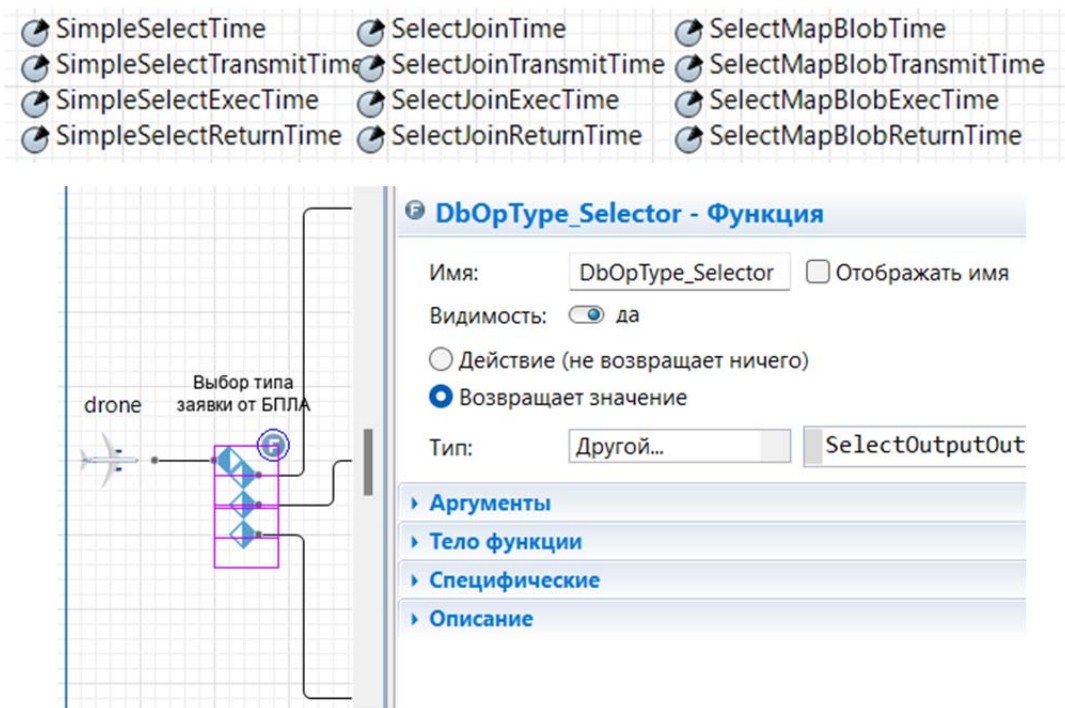 SimpleSelectTime SelectJoinTime SelectMapBlobTime
SimpleSelectTransmitTime SelectJoinTransmitTime SelectMapBlobTransmitTime
SimpleSelectExecTime SelectJoinExecTime SelectMapBlobExecTime
SimpleSelectReturnTime SelectJoinReturnTime SelectMapBlobReturnTime
drone
Выбор типа
заявки от БПЛА
F
F DbOpType_Selector - Функция
Имя: DbOpType_Selector Отображать имя
Видимость: да
Действие (не возвращает ничего)
Возвращает значение
Тип: Другой... SelectOutputOut
Аргументы
Тело функции
Специфические
Описание